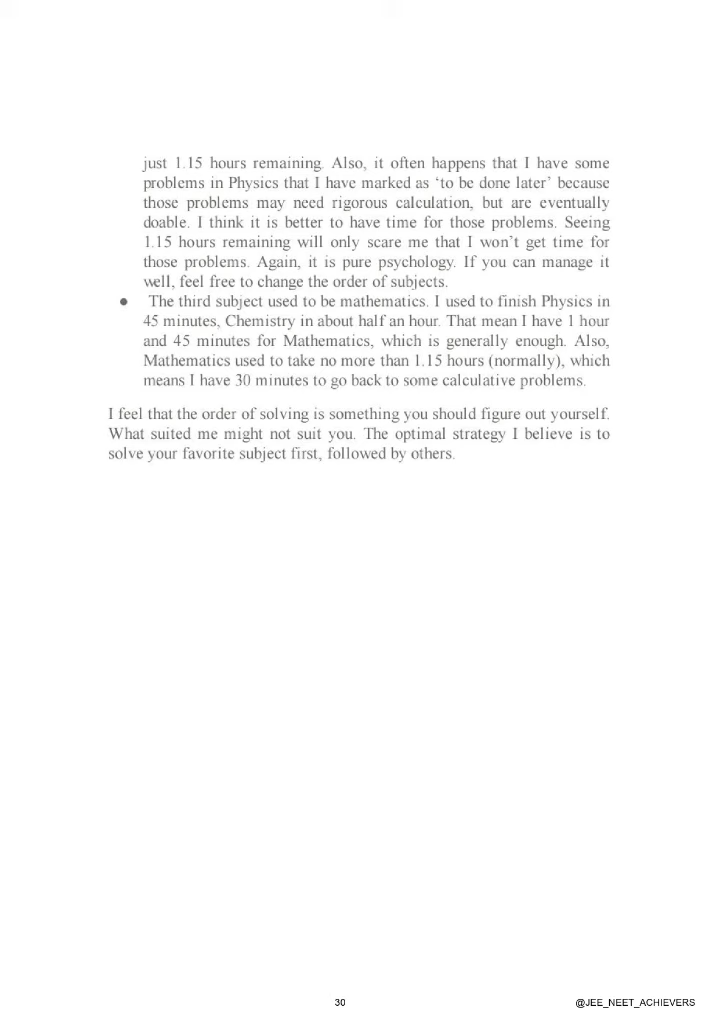 just 1.15 hours remaining. Also, it often happens that I have some
problems in Physics that I have marked as ‘to be done later’ because
those problems may need rigorous calculation, but are eventually
doable. I think it is better to have time for those problems. Seeing
1.15 hours remaining will only scare me that I won’t get time for
those problems. Again, it is pure psychology. If you can manage it
well, feel free to change the order of subjects.
● The third subject used to be mathematics. I used to finish Physics in
45 minutes, Chemistry in about half an hour. That mean I have 1 hour
and 45 minutes for Mathematics, which is generally enough. Also,
Mathematics used to take no more than 1.15 hours (normally), which
means I have 30 minutes to go back to some calculative problems.
I feel that the order of solving is something you should figure out yourself.
What suited me might not suit you. The optimal strategy I believe is to
solve your favorite subject first, followed by others.
30
@JEE_NEET_ACHIEVERS